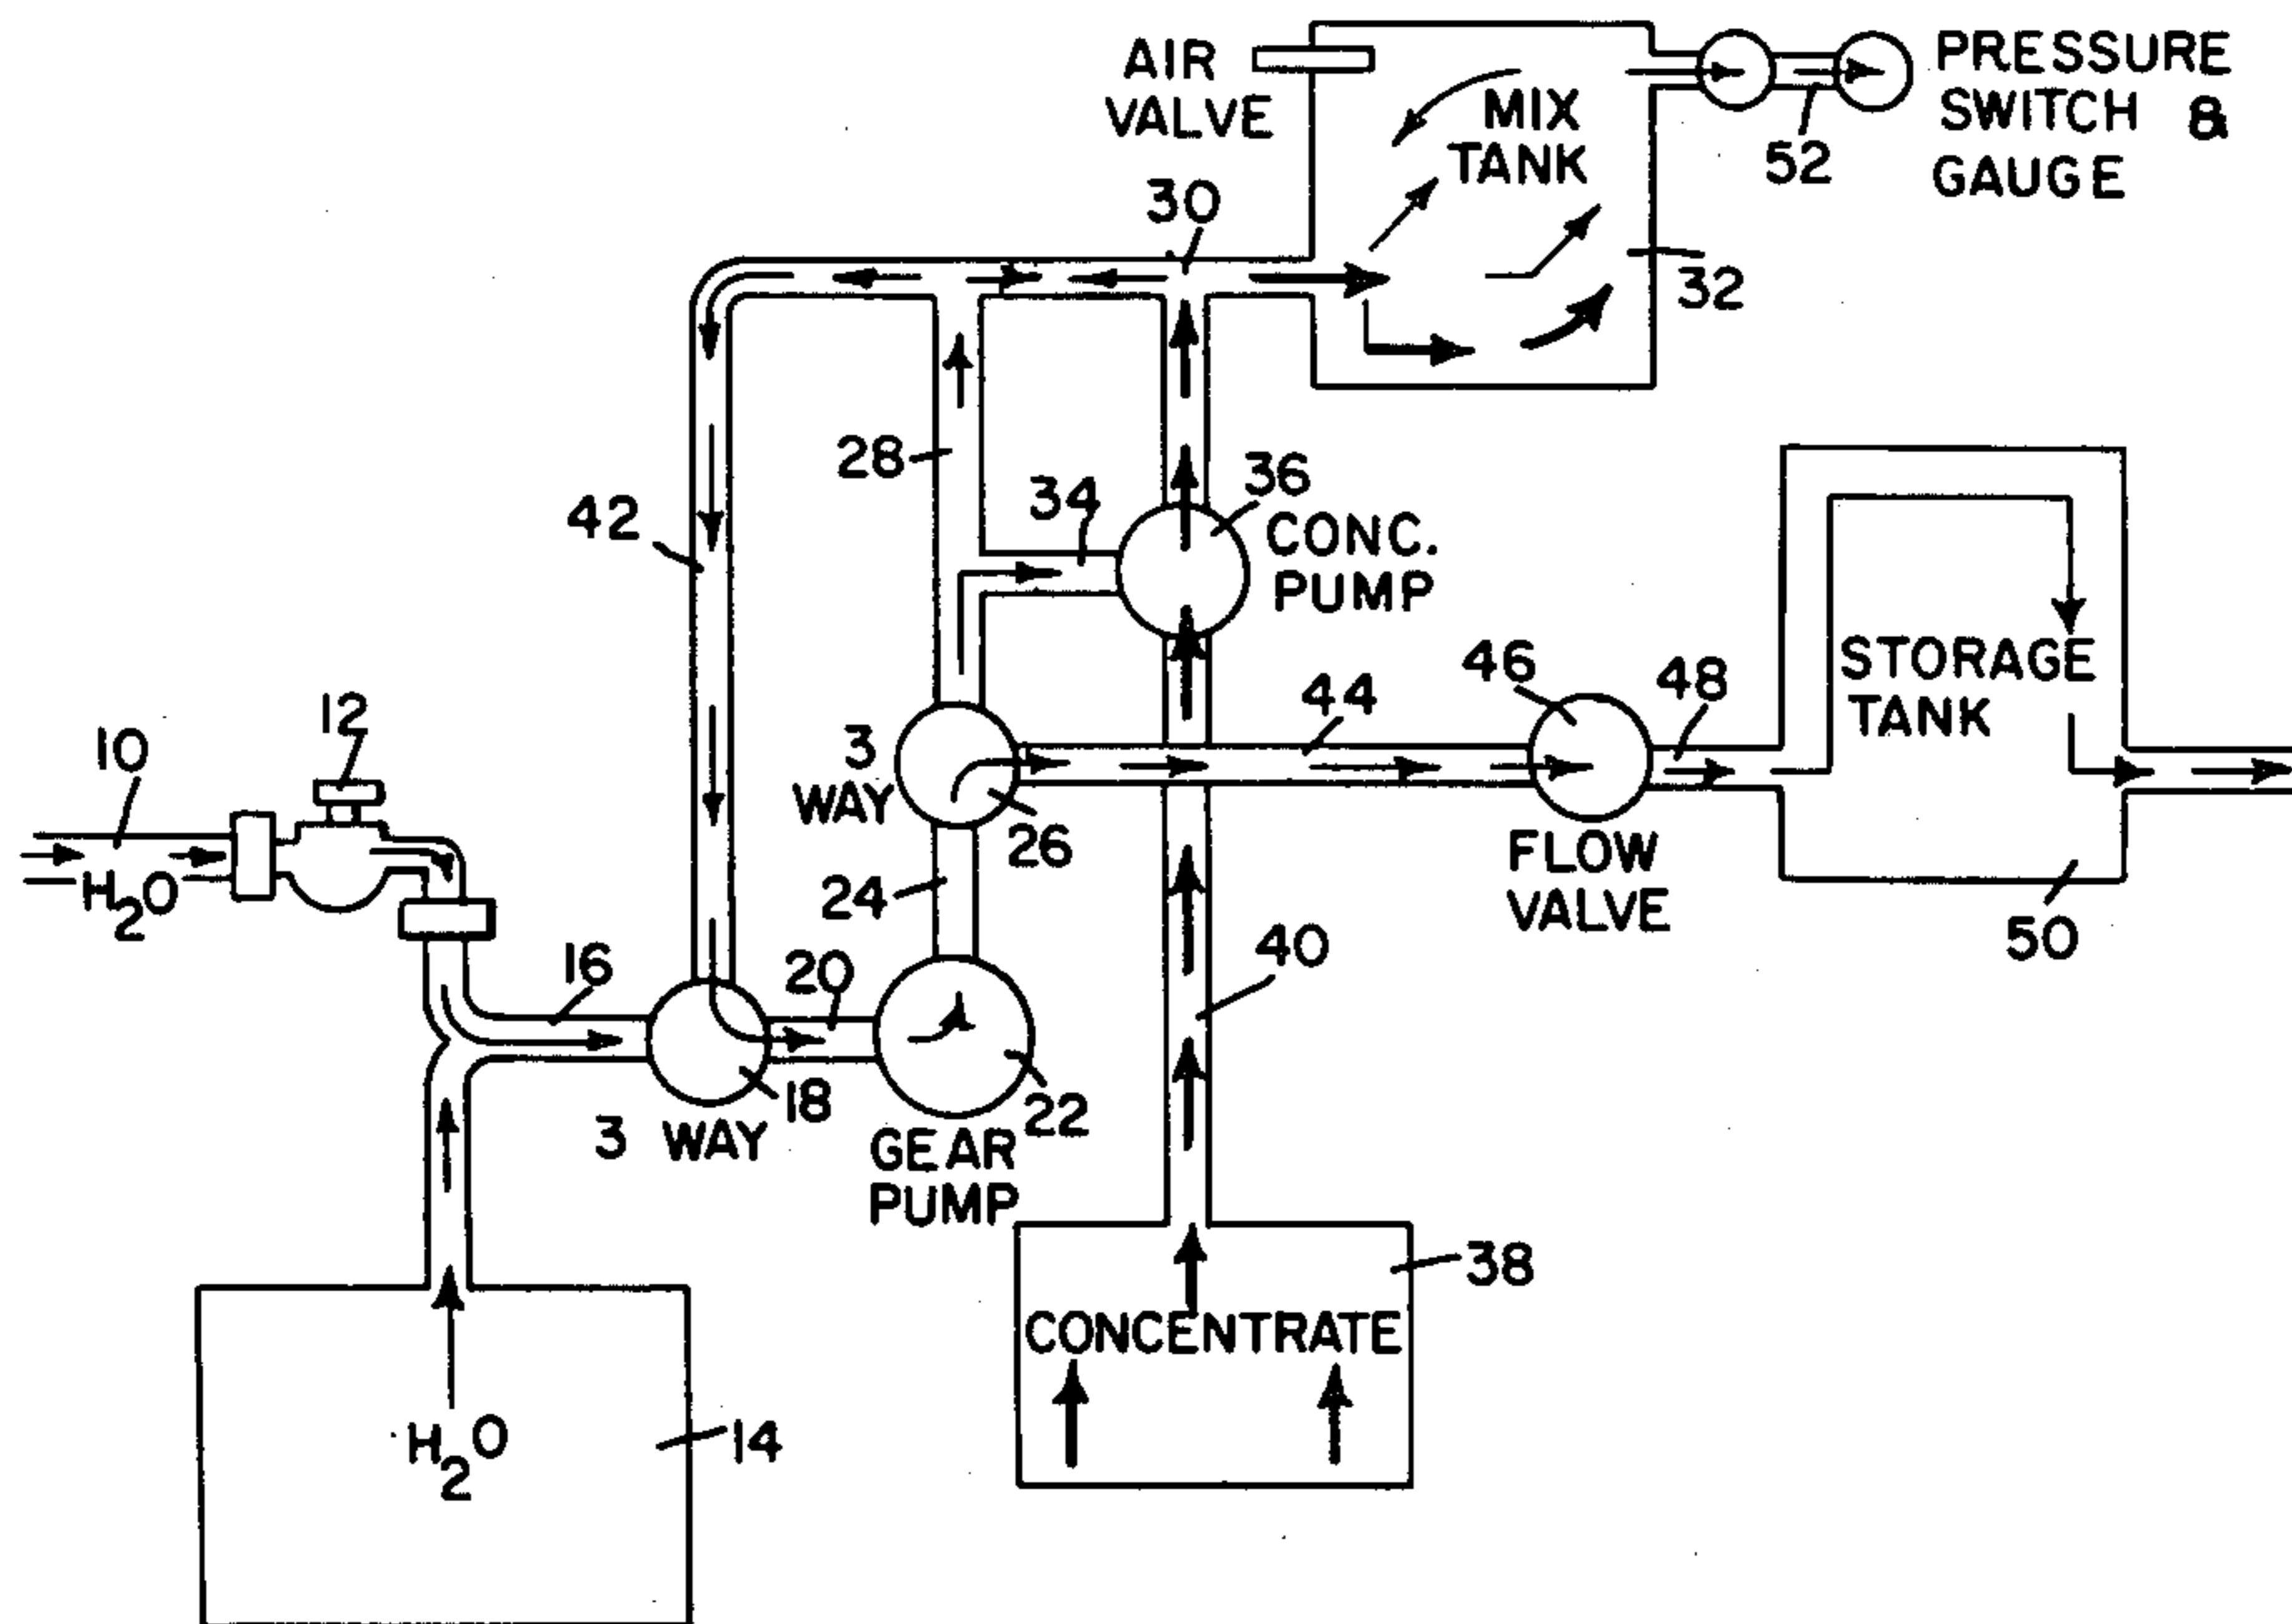 AIR
VALVE
MIX
TANK
PRESSURE
SWITCH &
GAUGE
52
30
32
28
34
36
CONC.
PUMP
42
46
48
44
STORAGE
TANK
12
10
3
WAY
26
H2O
FLOW
VALVE
24
50
16
20
40
18
3 WAY
22
GEAR
PUMP
38
CONCENTRATE
H2O
14